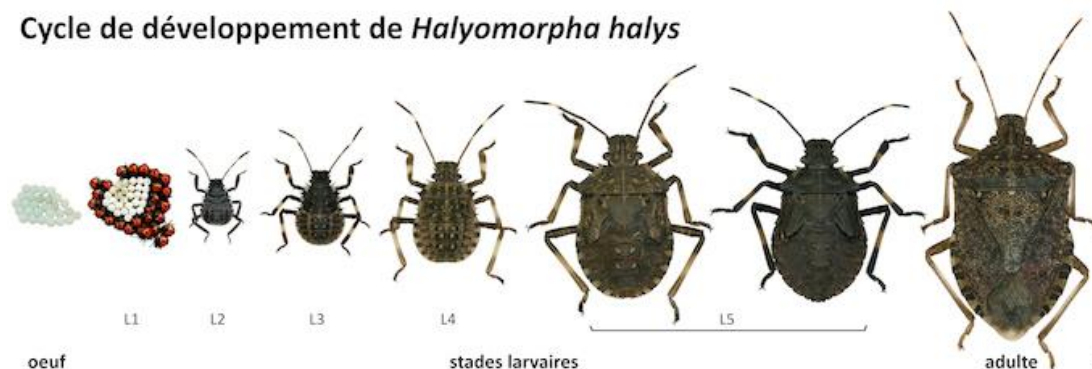 Cycle de développement de Halyomorpha halys
L1 L2 L3 L4 L5
oeuf stades larvaires adulte